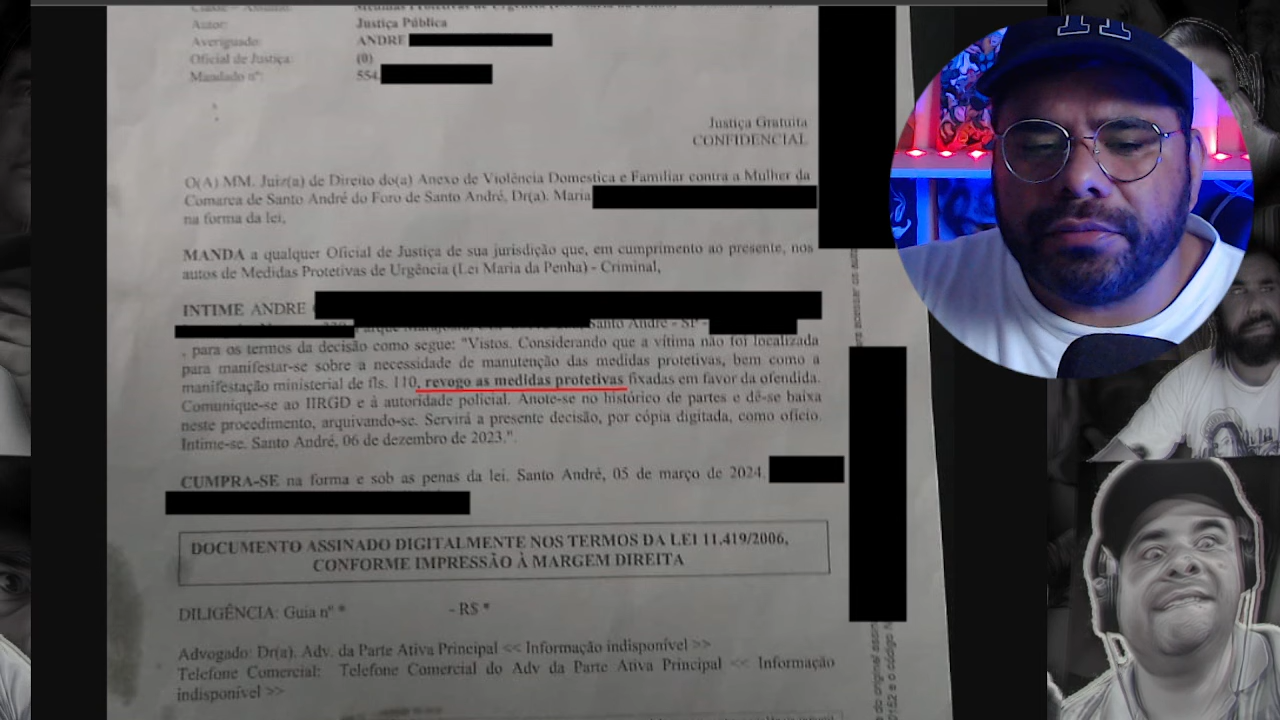 Autor: Justiça Pública
Averiguado: ANDRE
Oficial de Justiça: (0)
Mandado nº: 554.
Justiça Gratuita
CONFIDENCIAL
O(A) MM. Juiz(a) de Direito do(a) Anexo de Violência Domestica e Familiar contra a Mulher da
Comarca de Santo André do Foro de Santo André, Dr(a). Maria
na forma da lei,
MANDA a qualquer Oficial de Justiça de sua jurisdição que, em cumprimento ao presente, nos
autos de Medidas Protetivas de Urgência (Lei Maria da Penha) - Criminal,
INTIME ANDRE
Santo André - SP -
, para os termos da decisão como segue: "Vistos. Considerando que a vítima não foi localizada
para manifestar-se sobre a necessidade de manutenção das medidas protetivas, bem como a
manifestação ministerial de fls. 110, revogo as medidas protetivas fixadas em favor da ofendida.
Comunique-se ao IIRGD e à autoridade policial. Anote-se no histórico de partes e dê-se baixa
neste procedimento, arquivando-se. Servirá a presente decisão, por cópia digitada, como ofício.
Intime-se. Santo André, 06 de dezembro de 2023.".
CUMPRA-SE na forma e sob as penas da lei. Santo André, 05 de março de 2024.
DOCUMENTO ASSINADO DIGITALMENTE NOS TERMOS DA LEI 11.419/2006,
CONFORME IMPRESSÃO À MARGEM DIREITA
DILIGÊNCIA: Guia nº * - R$ *
Advogado: Dr(a). Adv. da Parte Ativa Principal << Informação indisponível >>
Telefone Comercial: Telefone Comercial do Adv da Parte Ativa Principal << Informação
indisponível >>